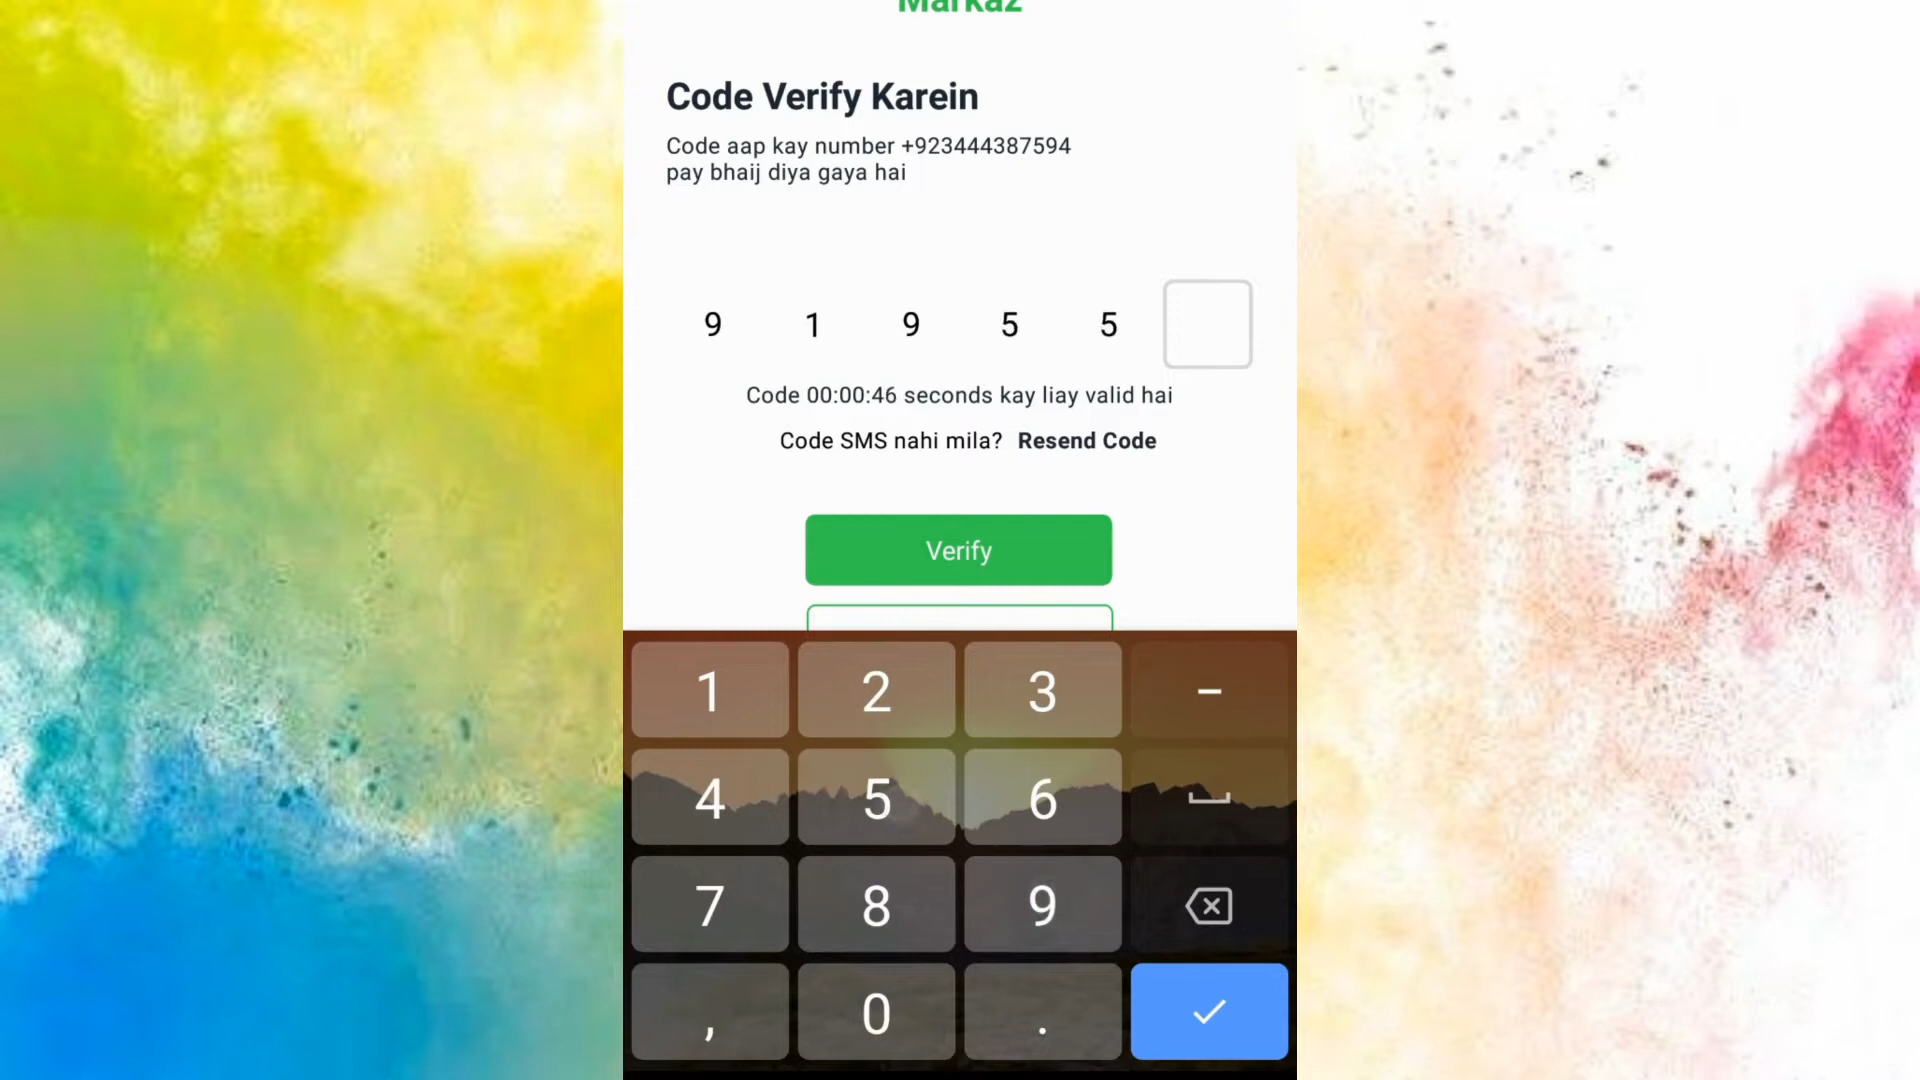 Markaz
Code Verify Karein
Code aap kay number +923444387594
pay bhaij diya gaya hai
9 1 9 5 5
Code 00:00:46 seconds kay liay valid hai
Code SMS nahi mila? Resend Code
Verify
1 2 3 –
4 5 6
7 8 9
, 0 .